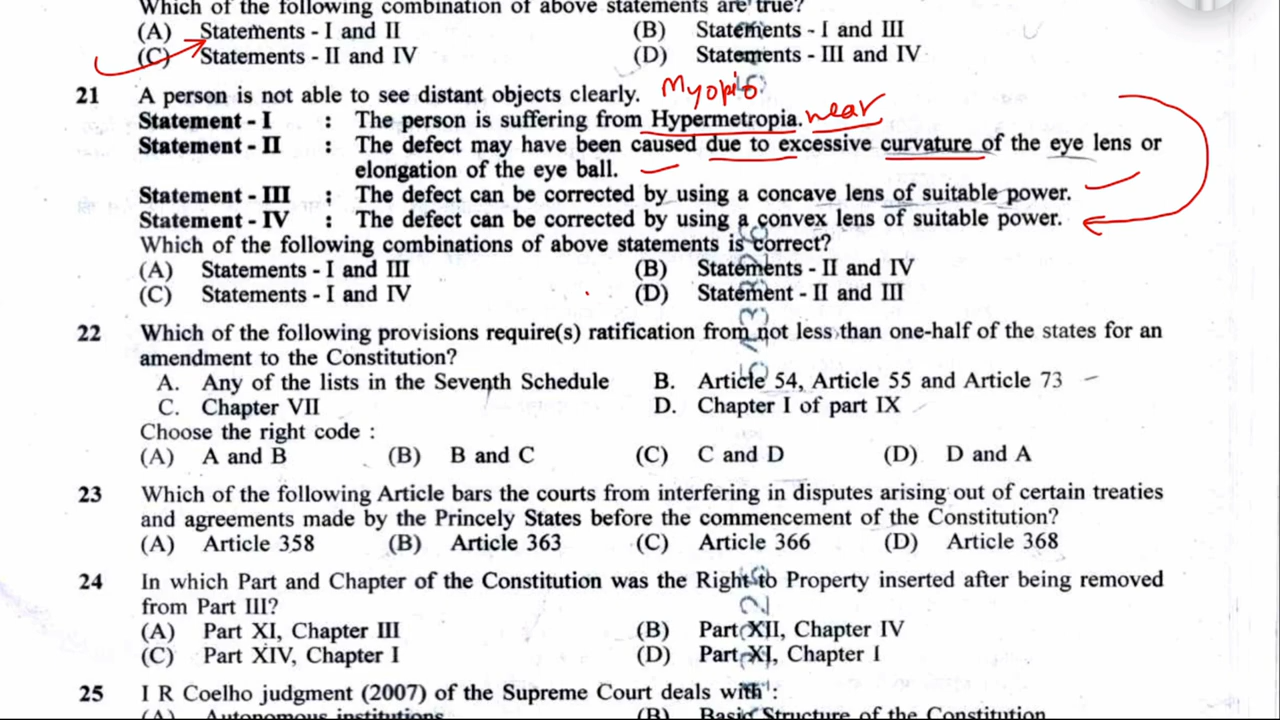 Which of the following combination of above statements are true?
(A) Statements - I and II (B) Statements - I and III
(C) Statements - II and IV (D) Statements - III and IV
21 A person is not able to see distant objects clearly. Myopio
Statement - I : The person is suffering from Hypermetropia. near
Statement - II : The defect may have been caused due to excessive curvature of the eye lens or
elongation of the eye ball.
Statement - III : The defect can be corrected by using a concave lens of suitable power.
Statement - IV : The defect can be corrected by using a convex lens of suitable power.
Which of the following combinations of above statements is correct?
(A) Statements - I and III (B) Statements - II and IV
(C) Statements - I and IV (D) Statement - II and III
22 Which of the following provisions require(s) ratification from not less than one-half of the states for an
amendment to the Constitution?
A. Any of the lists in the Seventh Schedule B. Article 54, Article 55 and Article 73
C. Chapter VII D. Chapter I of part IX
Choose the right code :
(A) A and B (B) B and C (C) C and D (D) D and A
23 Which of the following Article bars the courts from interfering in disputes arising out of certain treaties
and agreements made by the Princely States before the commencement of the Constitution?
(A) Article 358 (B) Article 363 (C) Article 366 (D) Article 368
24 In which Part and Chapter of the Constitution was the Right to Property inserted after being removed
from Part III?
(A) Part XI, Chapter III (B) Part XII, Chapter IV
(C) Part XIV, Chapter I (D) Part XI, Chapter I
25 I R Coelho judgment (2007) of the Supreme Court deals with :
(A) Autonomous institutions (B) Basic Structure of the Constitution